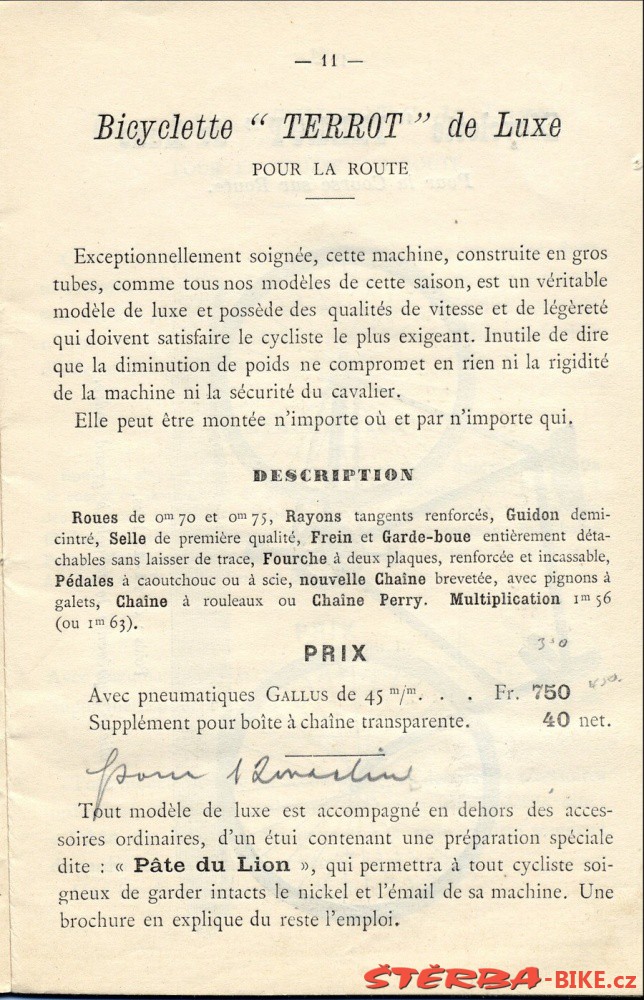 — 11 —
Bicyclette “ TERROT ” de Luxe
POUR LA ROUTE
Exceptionnellement soignée, cette machine, construite en gros
tubes, comme tous nos modèles de cette saison, est un véritable
modèle de luxe et possède des qualités de vitesse et de légèreté
qui doivent satisfaire le cycliste le plus exigeant. Inutile de dire
que la diminution de poids ne compromet en rien ni la rigidité
de la machine ni la sécurité du cavalier.
Elle peut être montée n’importe où et par n’importe qui.
DESCRIPTION
Roues de 0m 70 et 0m 75, Rayons tangents renforcés, Guidon demi-
cintré, Selle de première qualité, Frein et Garde-boue entièrement déta-
chables sans laisser de trace, Fourche à deux plaques, renforcée et incassable,
Pédales à caoutchouc ou à scie, nouvelle Chaîne brevetée, avec pignons à
galets, Chaîne à rouleaux ou Chaîne Perry. Multiplication 1m 56
(ou 1m 63).
PRIX
Avec pneumatiques GALLUS de 45 m/m. . . Fr. 750
Supplément pour boîte à chaîne transparente. 40 net.
pour
Tout modèle de luxe est accompagné en dehors des acces-
soires ordinaires, d’un étui contenant une préparation spéciale
dite : « Pâte du Lion », qui permettra à tout cycliste soi-
gneux de garder intacts le nickel et l’émail de sa machine. Une
brochure en explique du reste l’emploi.
ŠTĚRBA-BIKE.cz